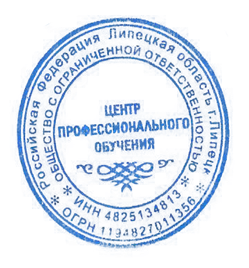 Российская Федерация Липецкая область г.Липецк
ОБЩЕСТВО С ОГРАНИЧЕННОЙ ОТВЕТСТВЕННОСТЬЮ
ЦЕНТР
ПРОФЕССИОНАЛЬНОГО
ОБУЧЕНИЯ
* ИНН 4825134813 *
* ОГРН 1194827011356 *